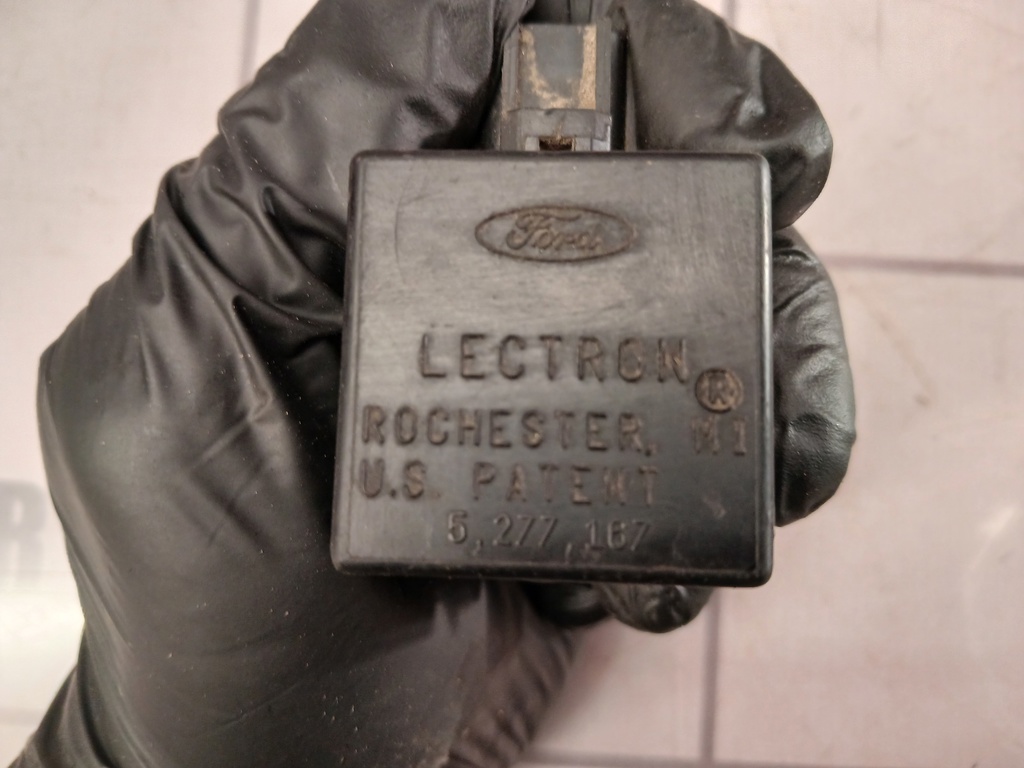 Ford
LECTRON®
ROCHESTER, MI
U.S. PATENT
5,277,167